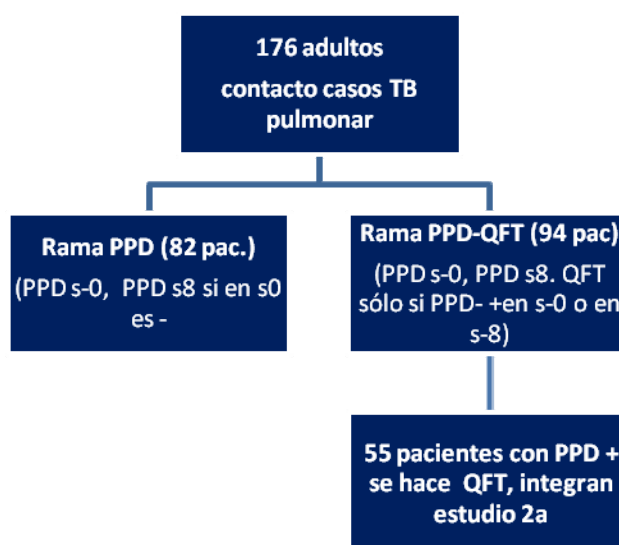 176 adultos
contacto casos TB
pulmonar
Rama PPD (82 pac.)
(PPD s-0, PPD s8 si en s0
es -
Rama PPD-QFT (94 pac)
(PPD s-0, PPD s8. QFT
sólo si PPD- +en s-0 o en
s-8)
55 pacientes con PPD +
se hace QFT, integran
estudio 2a